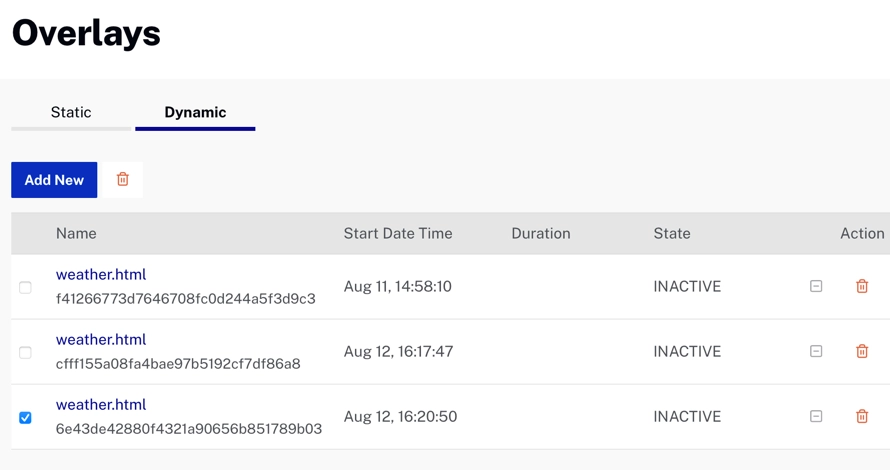 Overlays
Static Dynamic
Add New
Name Start Date Time Duration State Action
weather.html
f41266773d7646708fc0d244a5f3d9c3 Aug 11, 14:58:10 INACTIVE
weather.html
cfff155a08fa4bae97b5192cf7df86a8 Aug 12, 16:17:47 INACTIVE
weather.html
6e43de42880f4321a90656b851789b03 Aug 12, 16:20:50 INACTIVE